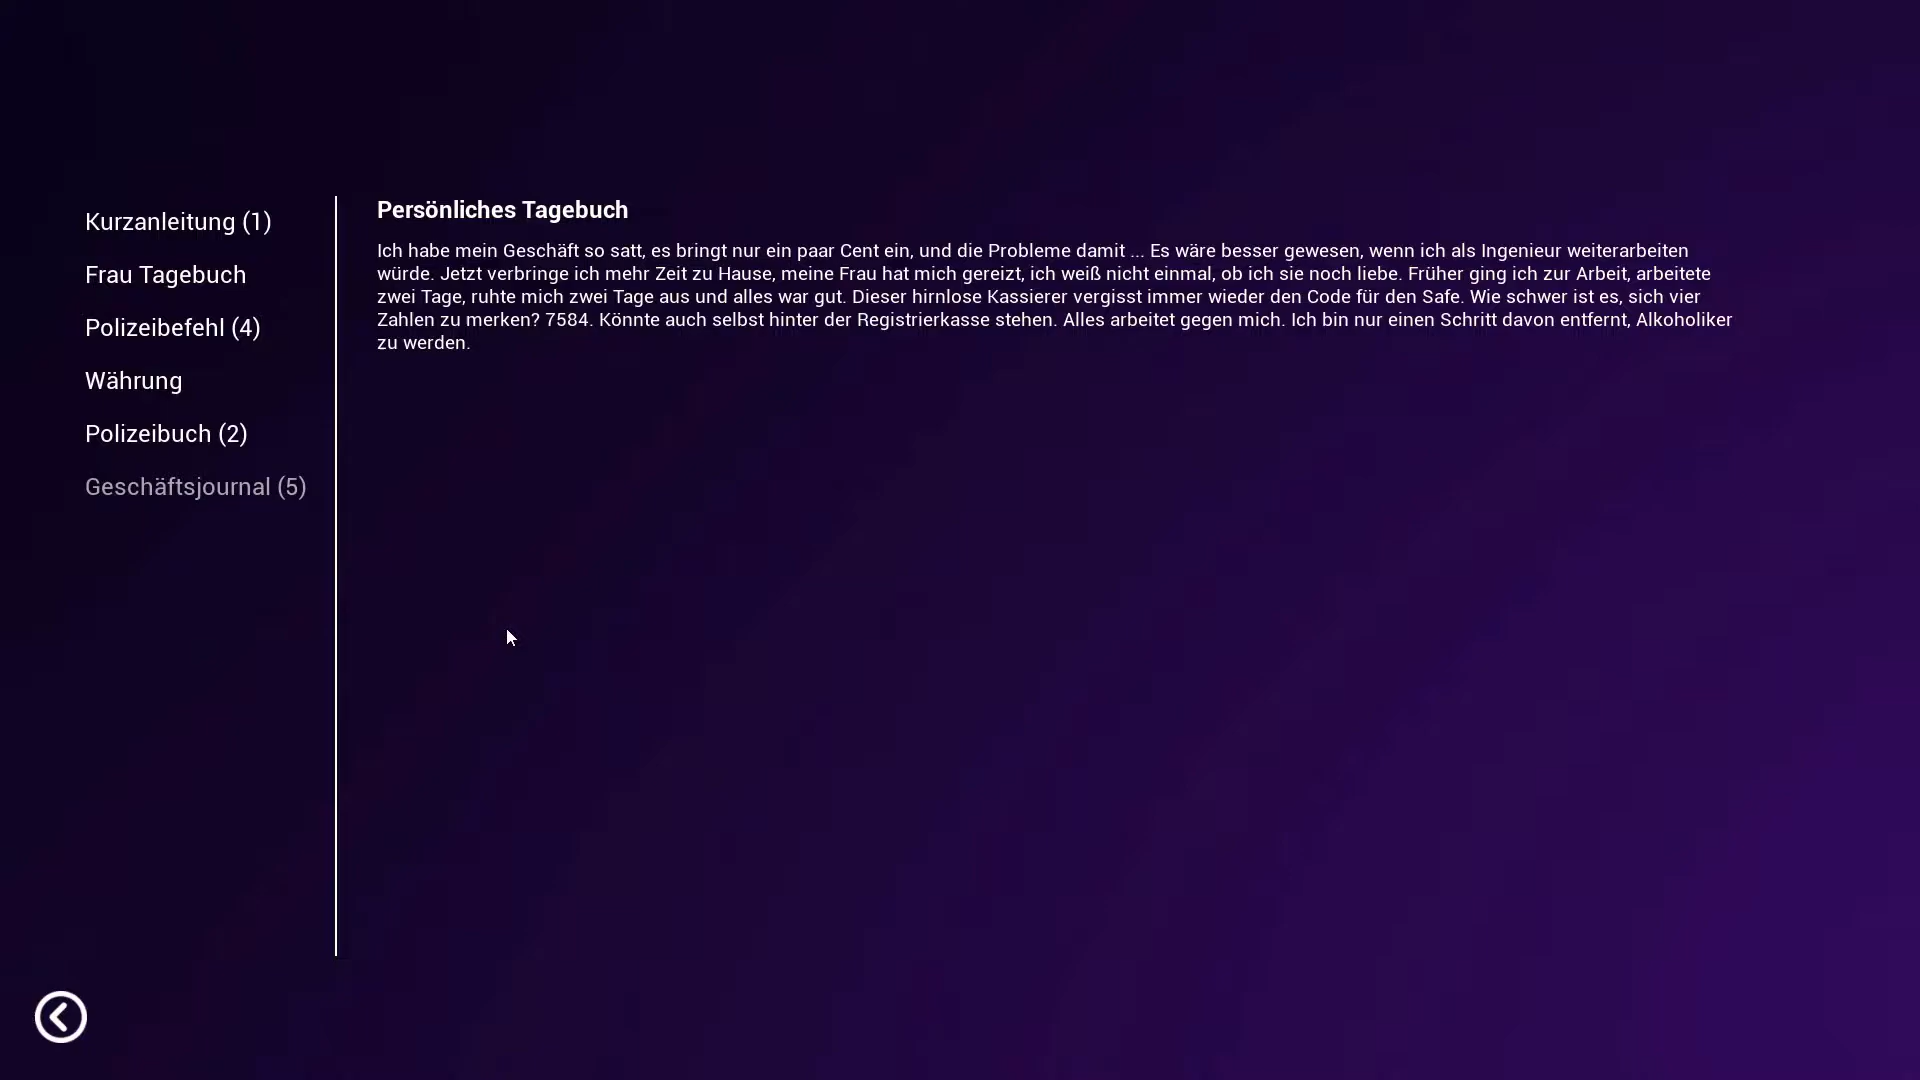 Kurzanleitung (1)
Frau Tagebuch
Polizeibefehl (4)
Währung
Polizeibuch (2)
Geschäftsjournal (5)
Persönliches Tagebuch
Ich habe mein Geschäft so satt, es bringt nur ein paar Cent ein, und die Probleme damit ... Es wäre besser gewesen, wenn ich als Ingenieur weiterarbeiten
würde. Jetzt verbringe ich mehr Zeit zu Hause, meine Frau hat mich gereizt, ich weiß nicht einmal, ob ich sie noch liebe. Früher ging ich zur Arbeit, arbeitete
zwei Tage, ruhte mich zwei Tage aus und alles war gut. Dieser hirnlose Kassierer vergisst immer wieder den Code für den Safe. Wie schwer ist es, sich vier
Zahlen zu merken? 7584. Könnte auch selbst hinter der Registrierkasse stehen. Alles arbeitet gegen mich. Ich bin nur einen Schritt davon entfernt, Alkoholiker
zu werden.